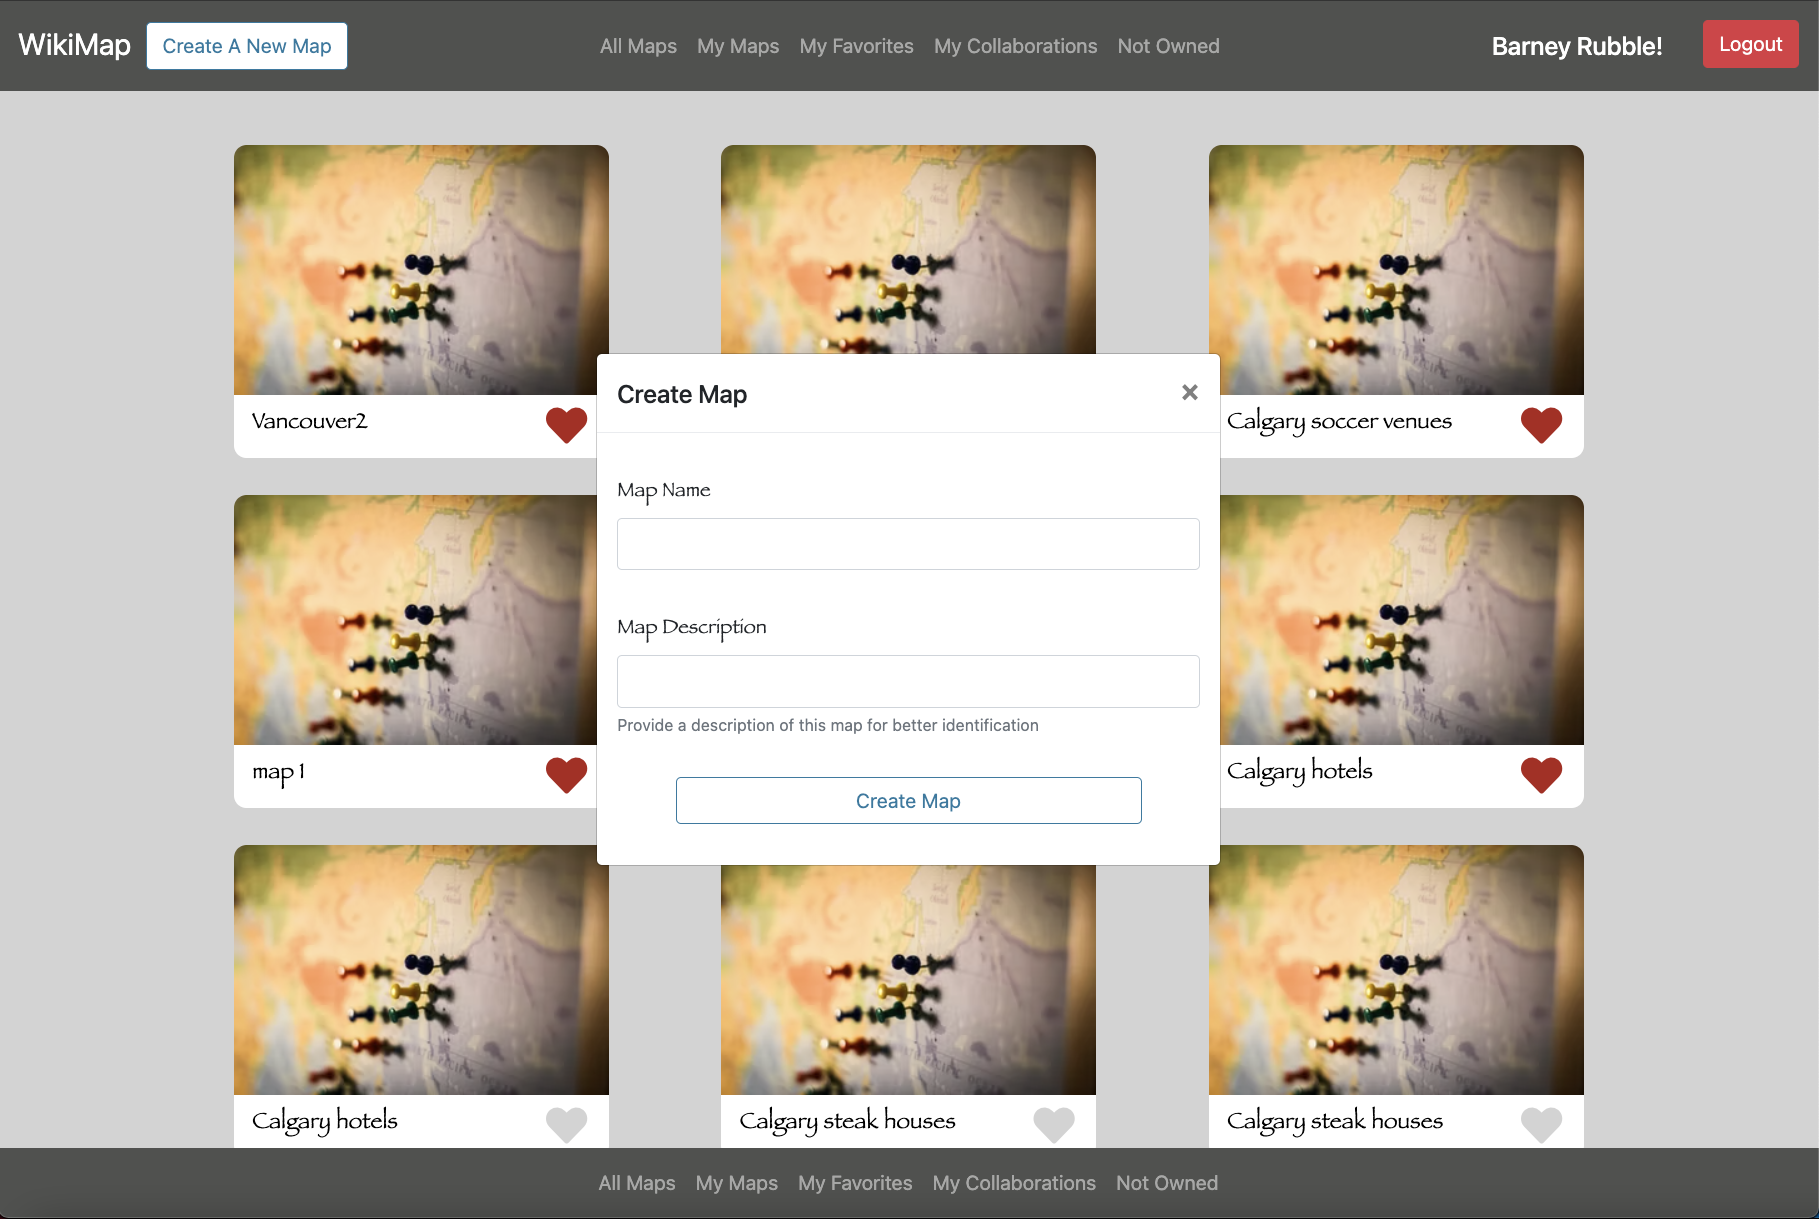 WikiMap Create A New Map All Maps My Maps My Favorites My Collaborations Not Owned Barney Rubble! Logout
Vancouver2
Calgary soccer venues
Create Map ×
Map Name
Map Description
Provide a description of this map for better identification
Create Map
map 1
Calgary hotels
Calgary hotels
Calgary steak houses
Calgary steak houses
All Maps My Maps My Favorites My Collaborations Not Owned